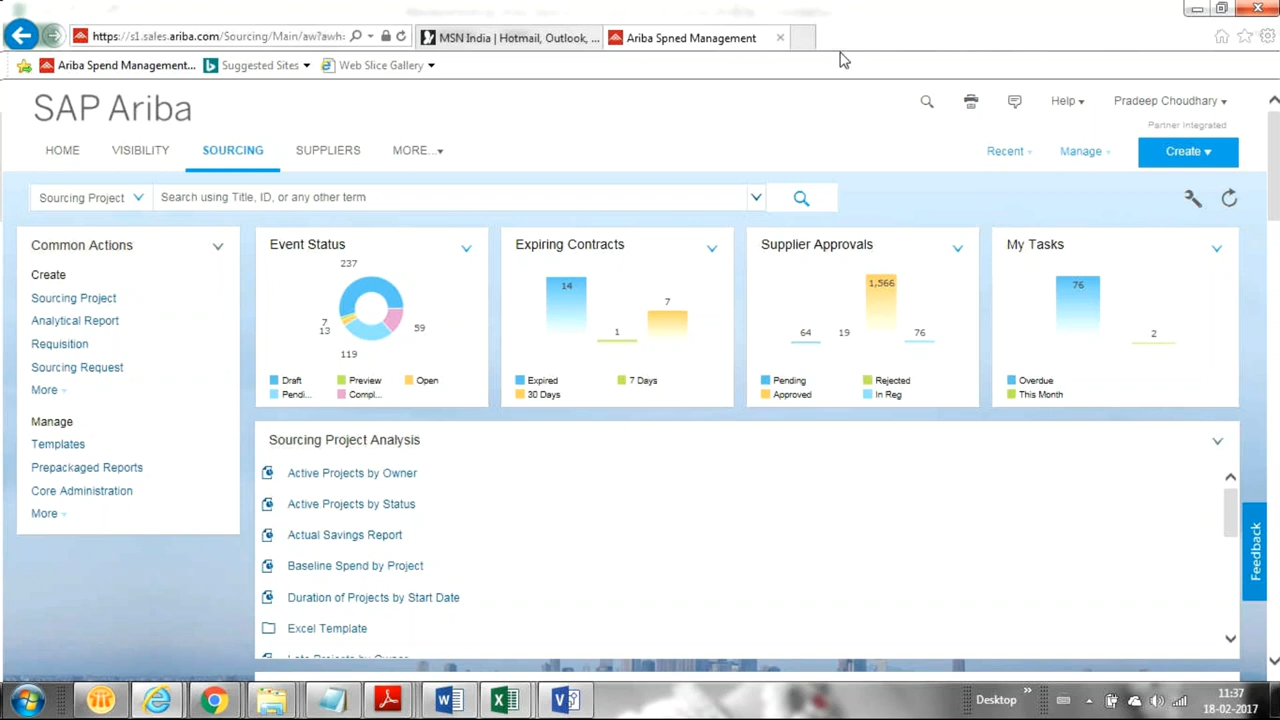 https://s1.sales.ariba.com/Sourcing/Main/aw?awh:
MSN India | Hotmail, Outlook, ...
Ariba Spned Management
Ariba Spend Management...
Suggested Sites
Web Slice Gallery
SAP Ariba
Help
Pradeep Choudhary
Partner Integrated
HOME
VISIBILITY
SOURCING
SUPPLIERS
MORE...
Recent
Manage
Create
Sourcing Project
Search using Title, ID, or any other term
Common Actions
Create
Sourcing Project
Analytical Report
Requisition
Sourcing Request
More
Manage
Templates
Prepackaged Reports
Core Administration
More
Event Status
237
7
13
59
119
Draft
Preview
Open
Pendi...
Compl...
Expiring Contracts
14
1
7
Expired
7 Days
30 Days
Supplier Approvals
64
19
1,566
76
Pending
Rejected
Approved
In Reg
My Tasks
76
2
Overdue
This Month
Sourcing Project Analysis
Active Projects by Owner
Active Projects by Status
Actual Savings Report
Baseline Spend by Project
Duration of Projects by Start Date
Excel Template
Late Projects by Owner
Feedback
Desktop
11:37
18-02-2017